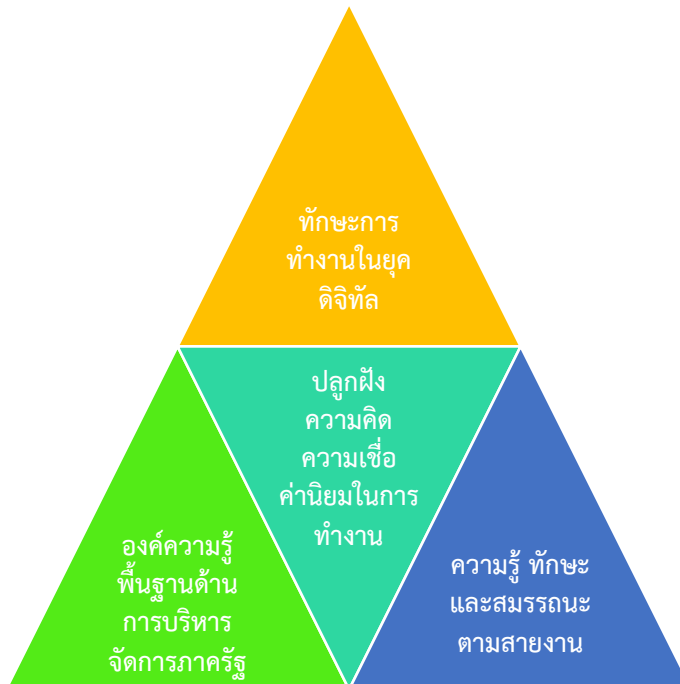 ทักษะการ
ทำงานในยุค
ดิจิทัล
ปลูกฝัง
ความคิด
ความเชื่อ
ค่านิยมในการ
ทำงาน
องค์ความรู้
พื้นฐานด้าน
การบริหาร
จัดการภาครัฐ
ความรู้ ทักษะ
และสมรรถนะ
ตามสายงาน